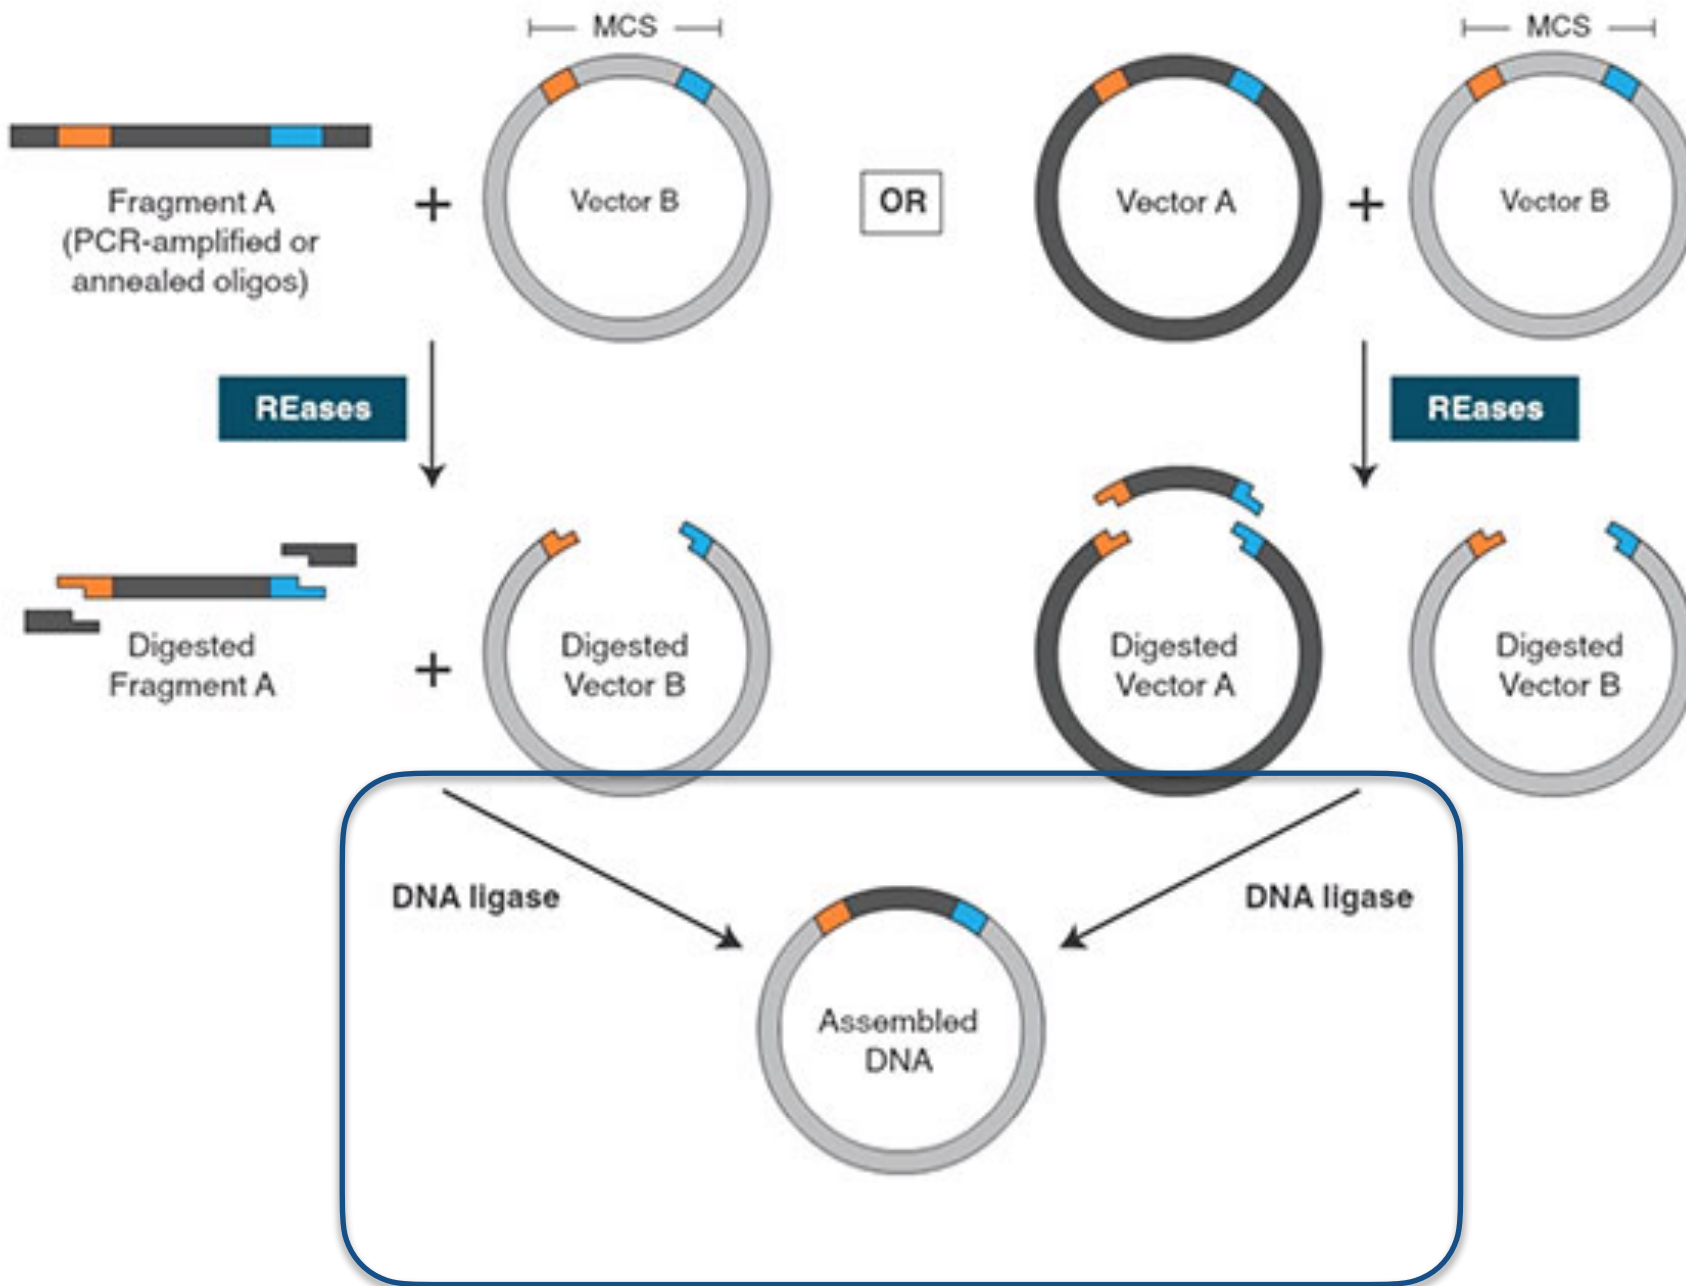 MCS
MCS
Fragment A
(PCR-amplified or
annealed oligos)
+
Vector B
OR
Vector A
+
Vector B
REases
REases
Digested
Fragment A
+
Digested
Vector B
Digested
Vector A
Digested
Vector B
DNA ligase
DNA ligase
Assembled
DNA